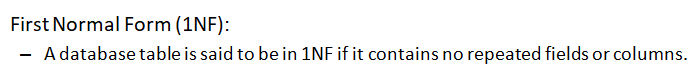 First Normal Form (1NF):
– A database table is said to be in 1NF if it contains no repeated fields or columns.